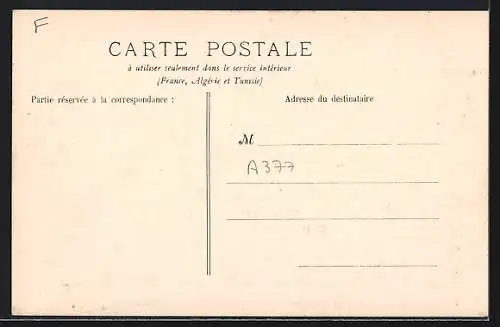 F
CARTE POSTALE
à utiliser seulement dans le service intérieur
(France, Algérie et Tunisie)
Partie réservée à la correspondance :
Adresse du destinataire
M
A377